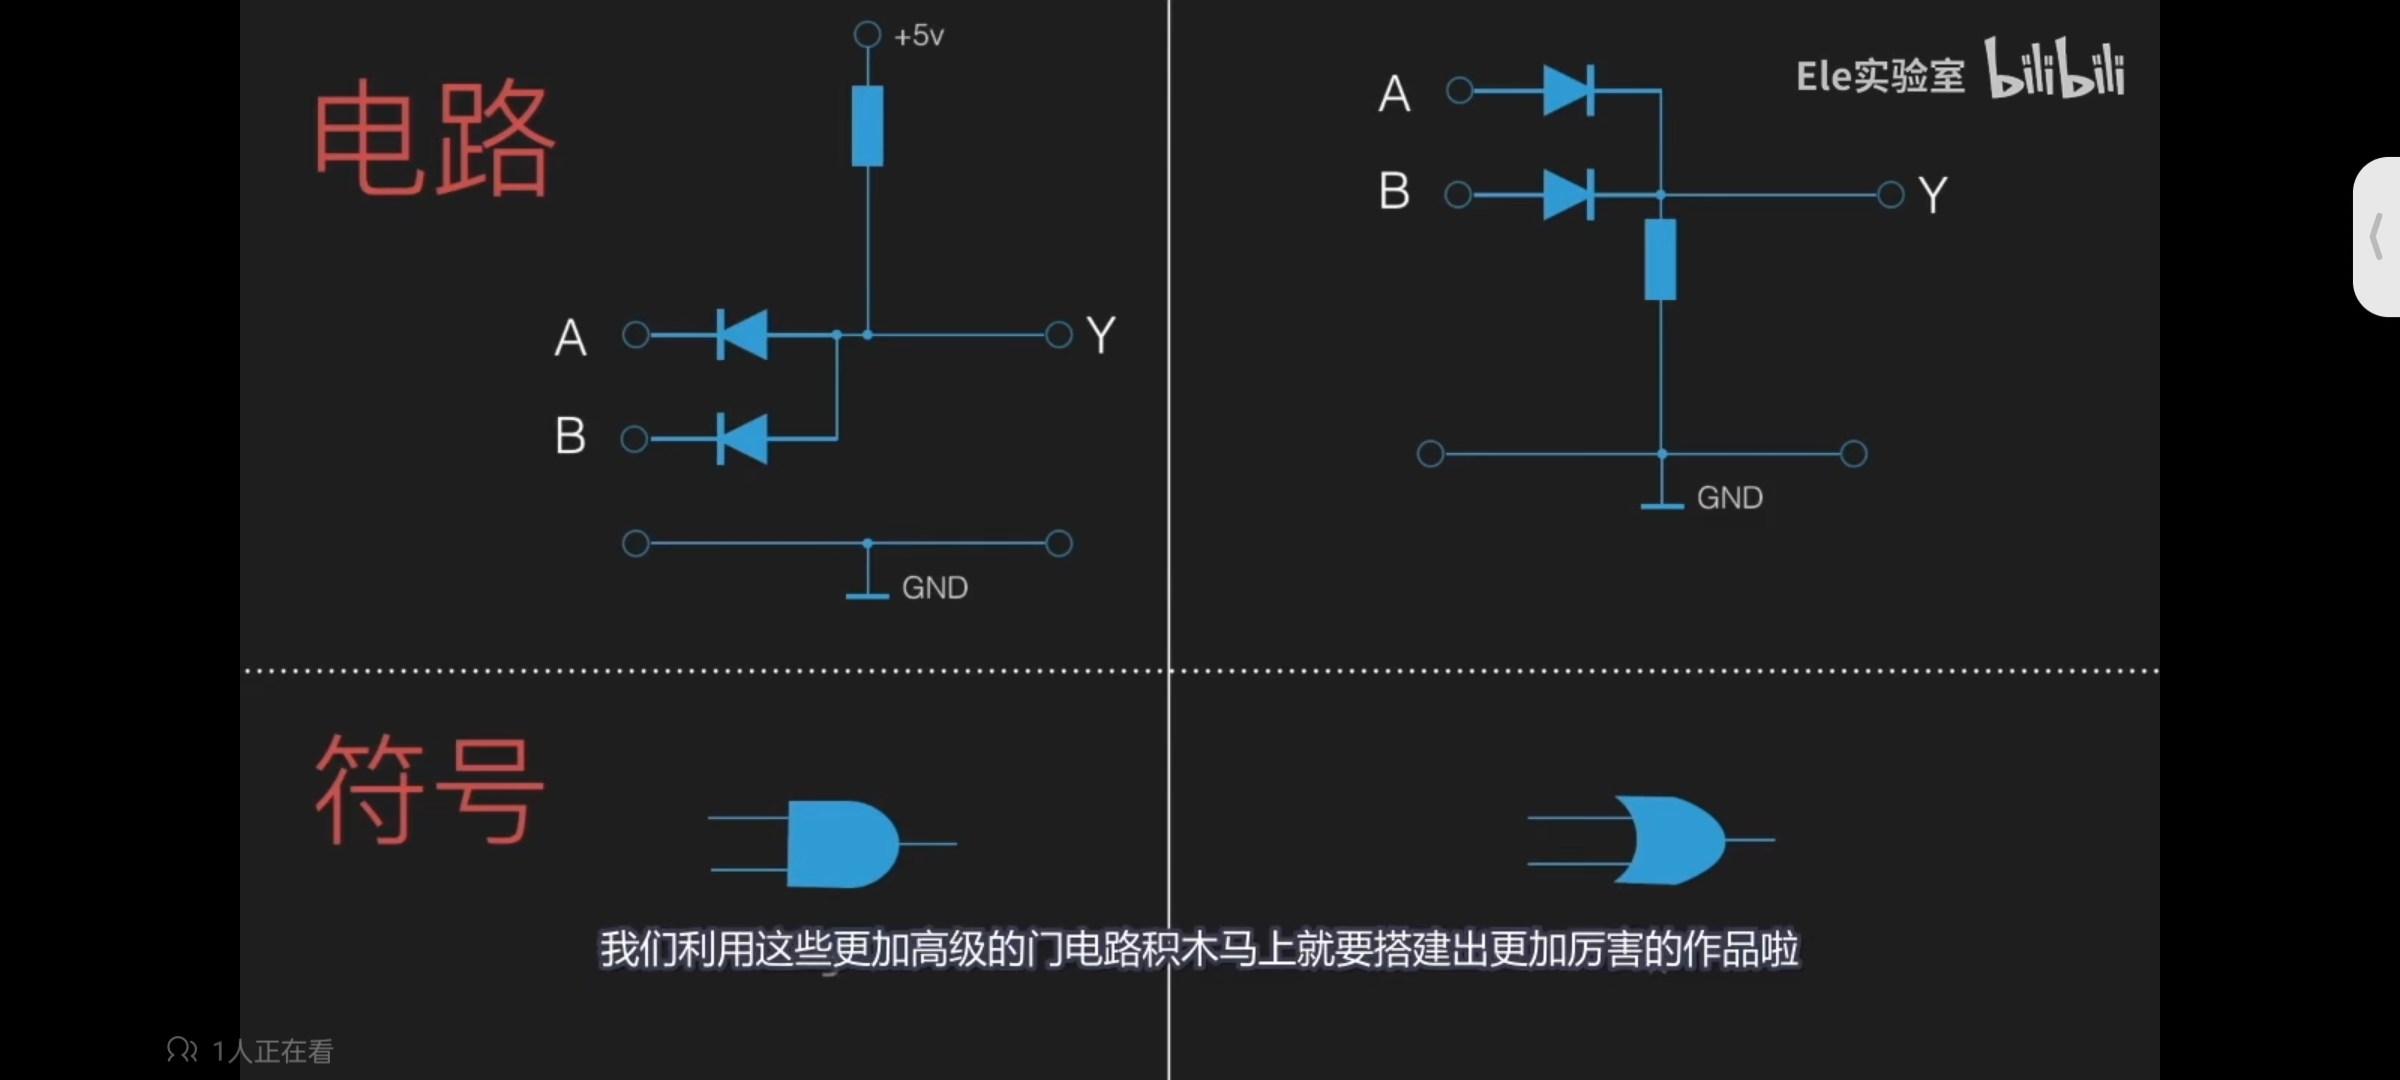 电路
+5v
A
Y
B
GND
Ele实验室 bilibili
A
B
Y
GND
符号
我们利用这些更加高级的门电路积木马上就要搭建出更加厉害的作品啦
1人正在看